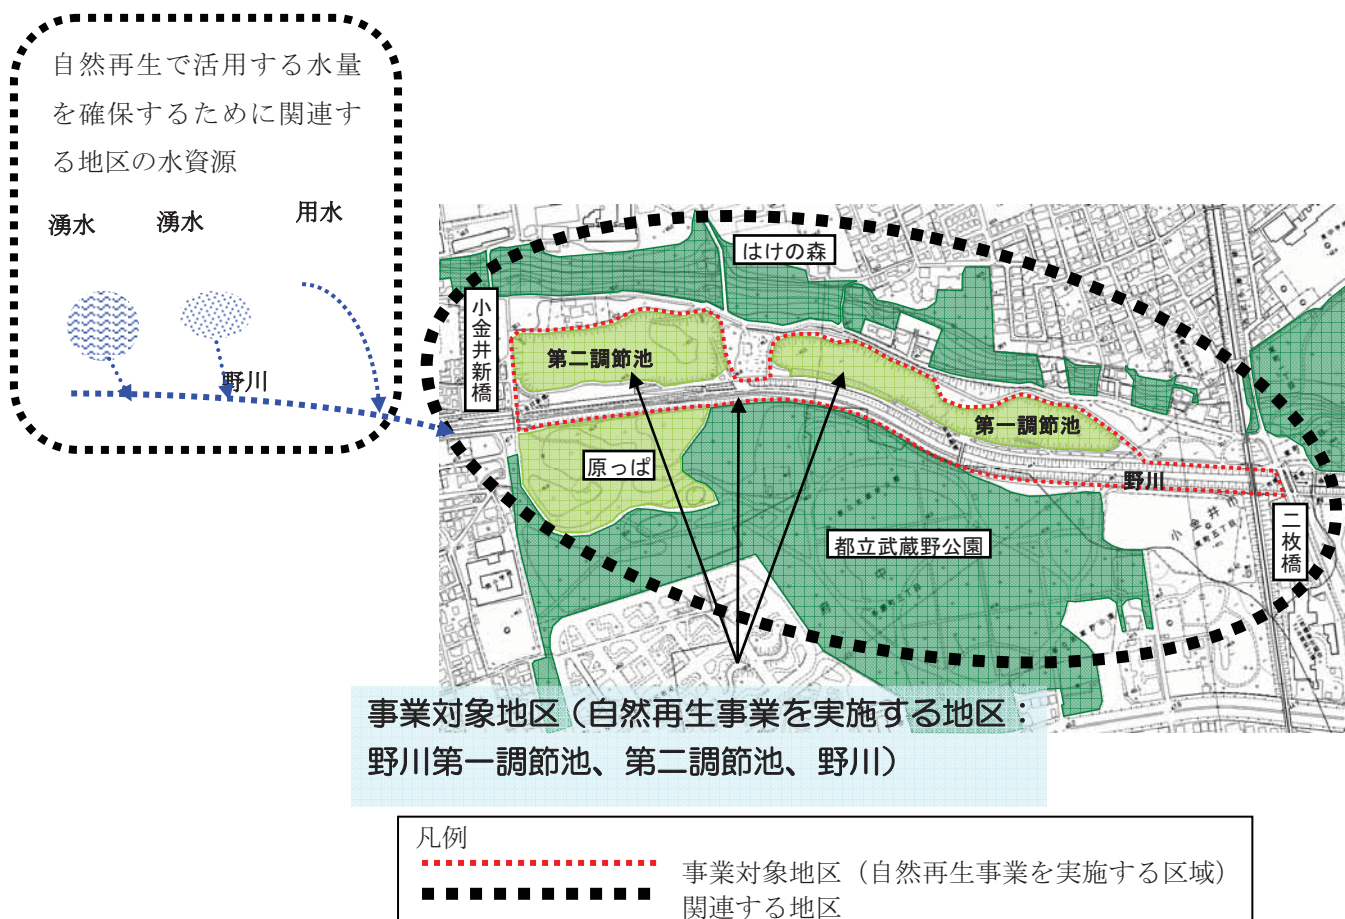 自然再生で活用する水量
を確保するために関連す
る地区の水資源
湧水
湧水
用水
野川
はけの森
小金井新橋
第二調節池
第一調節池
原っぱ
野川
都立武蔵野公園
二枚橋
事業対象地区（自然再生事業を実施する地区：
野川第一調節池、第二調節池、野川）
凡例
事業対象地区（自然再生事業を実施する区域）
関連する地区